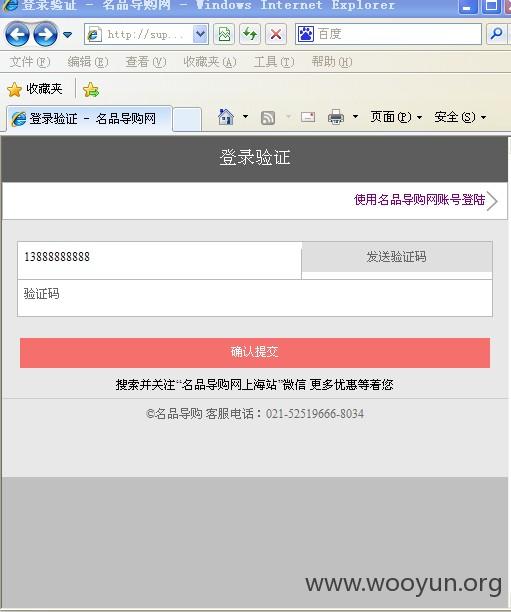 登录验证 - 名品导购网 - Windows Internet Explorer
http://sup...
百度
文件(F) 编辑(E) 查看(V) 收藏夹(A) 工具(T) 帮助(H)
收藏夹
登录验证 - 名品导购网
页面(P) 安全(S)
登录验证
使用名品导购网账号登陆
13888888888
发送验证码
验证码
确认提交
搜索并关注“名品导购网上海站”微信 更多优惠等着您
©名品导购 客服电话：021-52519666-8034
www.wooyun.org